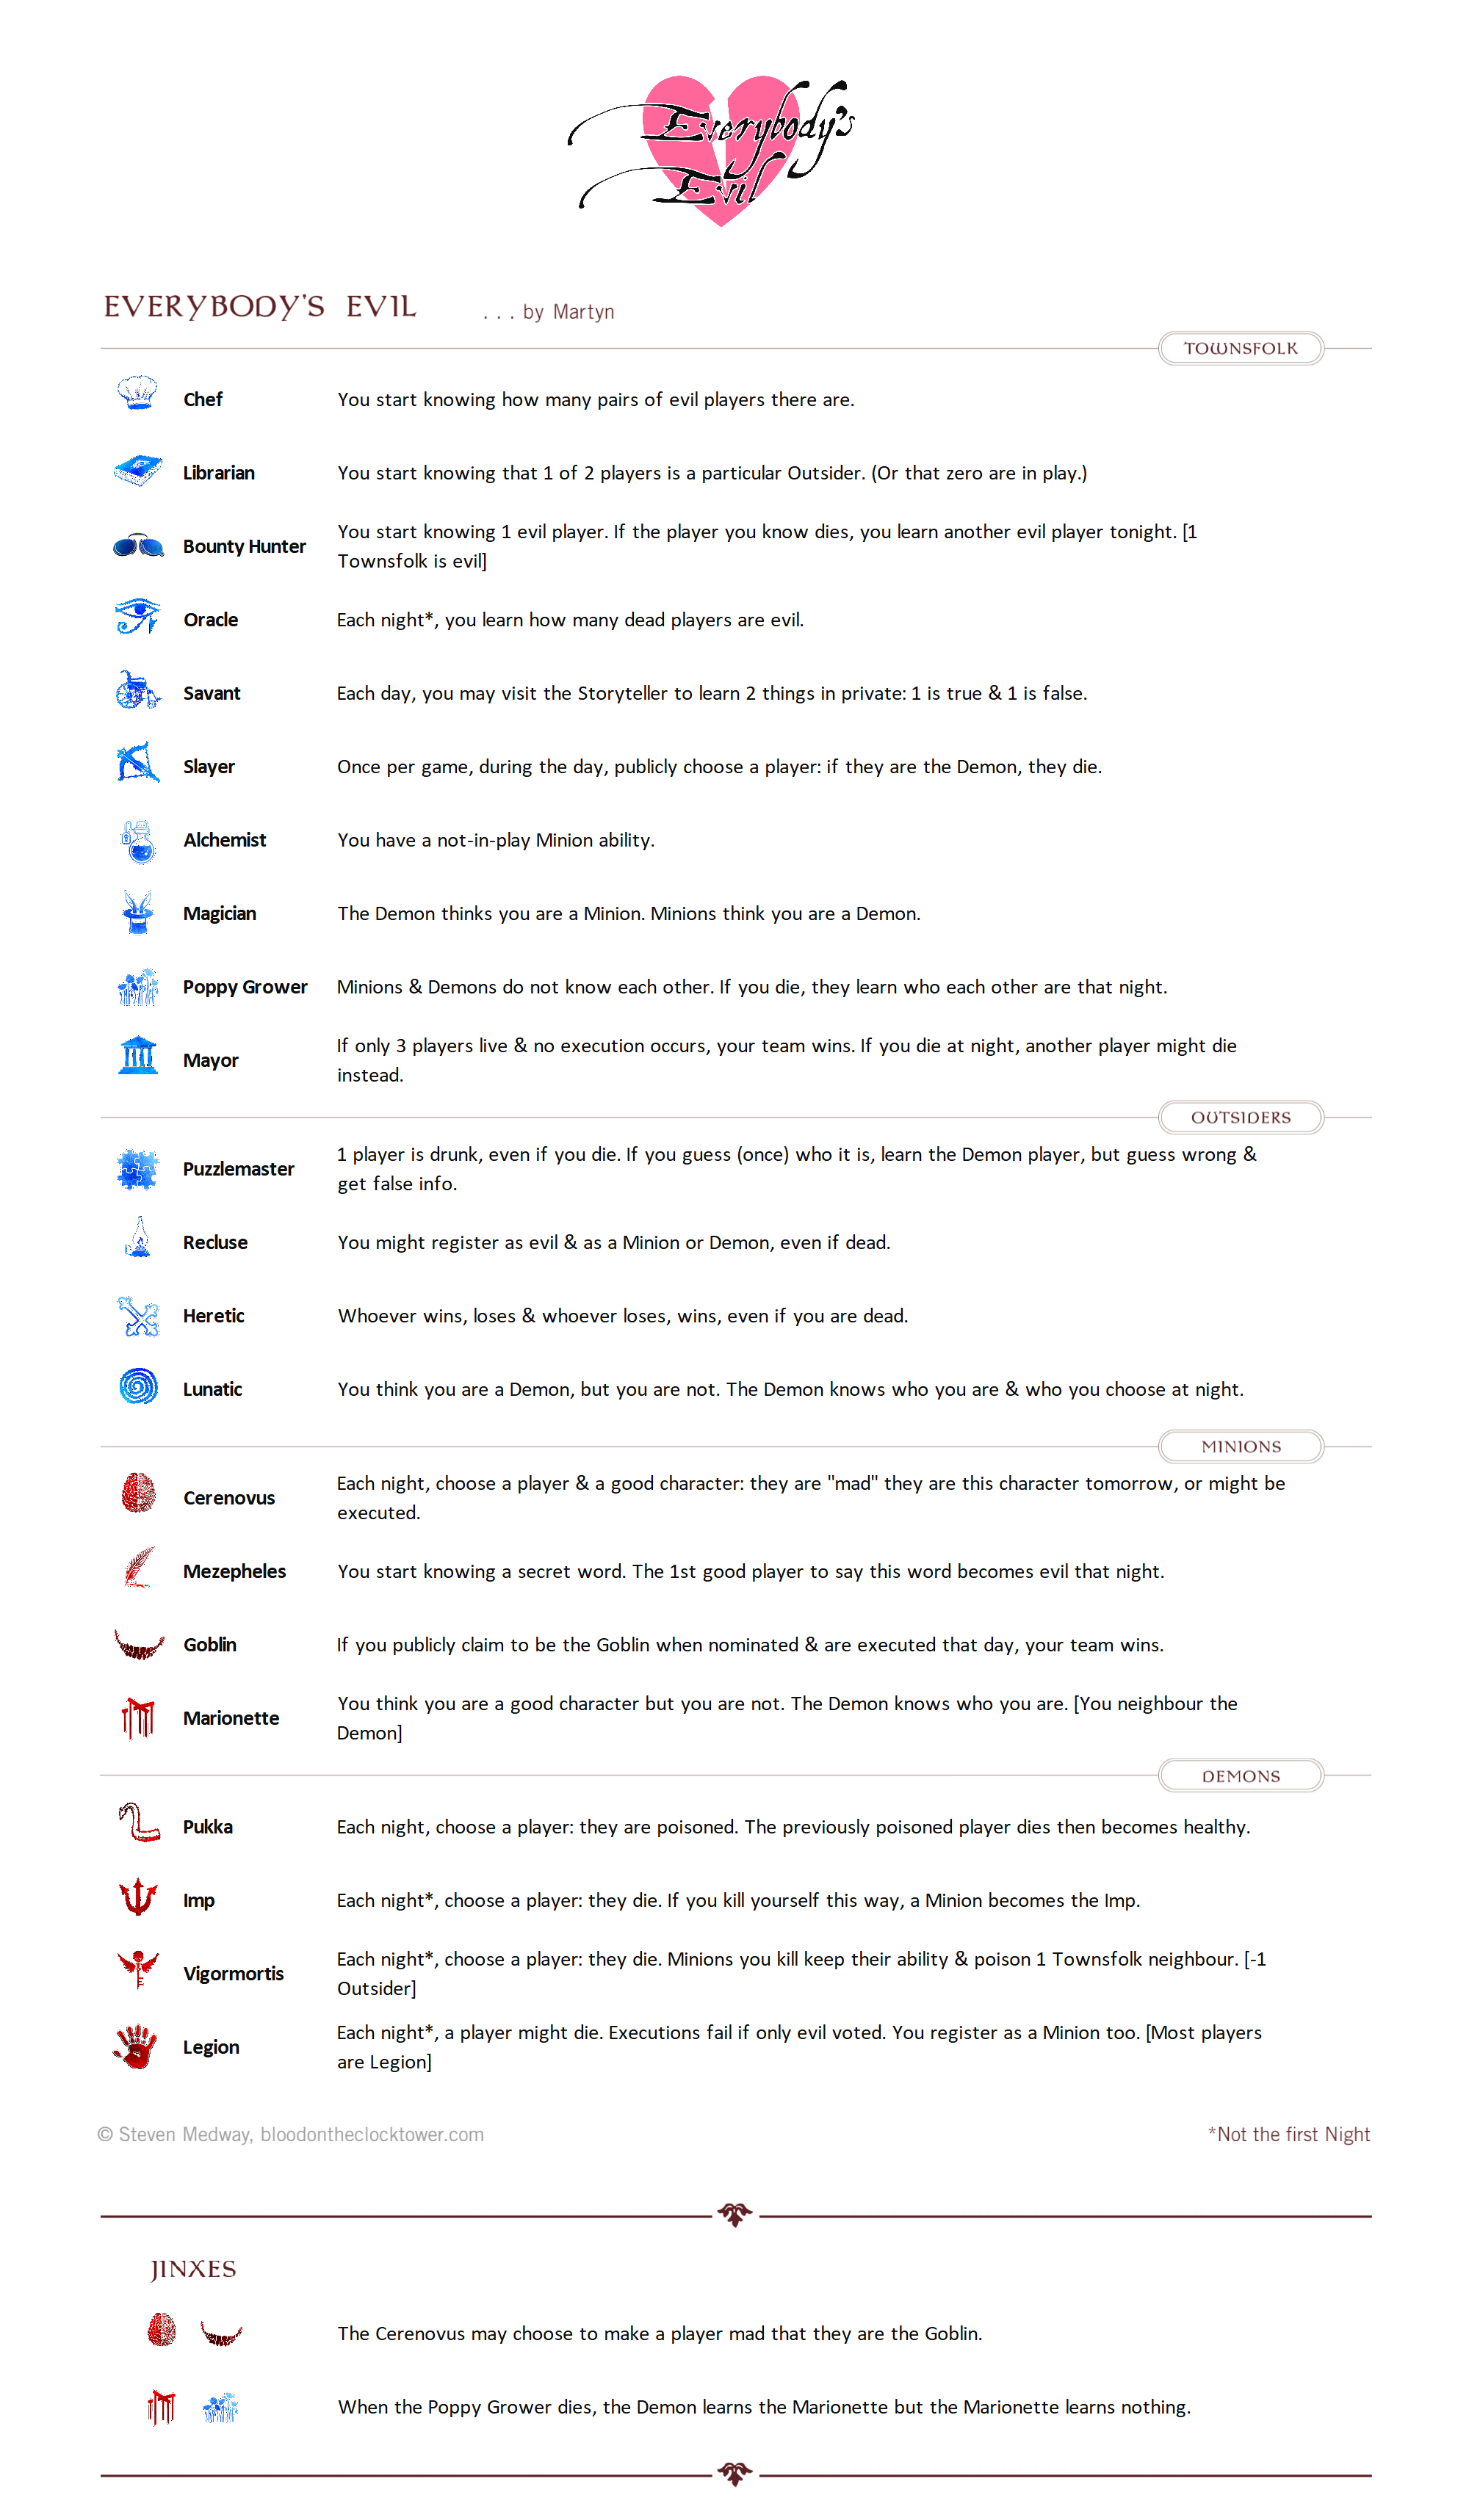 Everybody's
Evil
EVERYBODY'S EVIL . . . by Martyn
TOWNSFOLK
Chef You start knowing how many pairs of evil players there are.
Librarian You start knowing that 1 of 2 players is a particular Outsider. (Or that zero are in play.)
Bounty Hunter You start knowing 1 evil player. If the player you know dies, you learn another evil player tonight. [1
Townsfolk is evil]
Oracle Each night*, you learn how many dead players are evil.
Savant Each day, you may visit the Storyteller to learn 2 things in private: 1 is true & 1 is false.
Slayer Once per game, during the day, publicly choose a player: if they are the Demon, they die.
Alchemist You have a not-in-play Minion ability.
Magician The Demon thinks you are a Minion. Minions think you are a Demon.
Poppy Grower Minions & Demons do not know each other. If you die, they learn who each other are that night.
Mayor If only 3 players live & no execution occurs, your team wins. If you die at night, another player might die
instead.
OUTSIDERS
Puzzlemaster 1 player is drunk, even if you die. If you guess (once) who it is, learn the Demon player, but guess wrong &
get false info.
Recluse You might register as evil & as a Minion or Demon, even if dead.
Heretic Whoever wins, loses & whoever loses, wins, even if you are dead.
Lunatic You think you are a Demon, but you are not. The Demon knows who you are & who you choose at night.
MINIONS
Cerenovus Each night, choose a player & a good character: they are "mad" they are this character tomorrow, or might be
executed.
Mezepheles You start knowing a secret word. The 1st good player to say this word becomes evil that night.
Goblin If you publicly claim to be the Goblin when nominated & are executed that day, your team wins.
Marionette You think you are a good character but you are not. The Demon knows who you are. [You neighbour the
Demon]
DEMONS
Pukka Each night, choose a player: they are poisoned. The previously poisoned player dies then becomes healthy.
Imp Each night*, choose a player: they die. If you kill yourself this way, a Minion becomes the Imp.
Vigormortis Each night*, choose a player: they die. Minions you kill keep their ability & poison 1 Townsfolk neighbour. [-1
Outsider]
Legion Each night*, a player might die. Executions fail if only evil voted. You register as a Minion too. [Most players
are Legion]
© Steven Medway, bloodontheclocktower.com *Not the first Night
JINXES
The Cerenovus may choose to make a player mad that they are the Goblin.
When the Poppy Grower dies, the Demon learns the Marionette but the Marionette learns nothing.